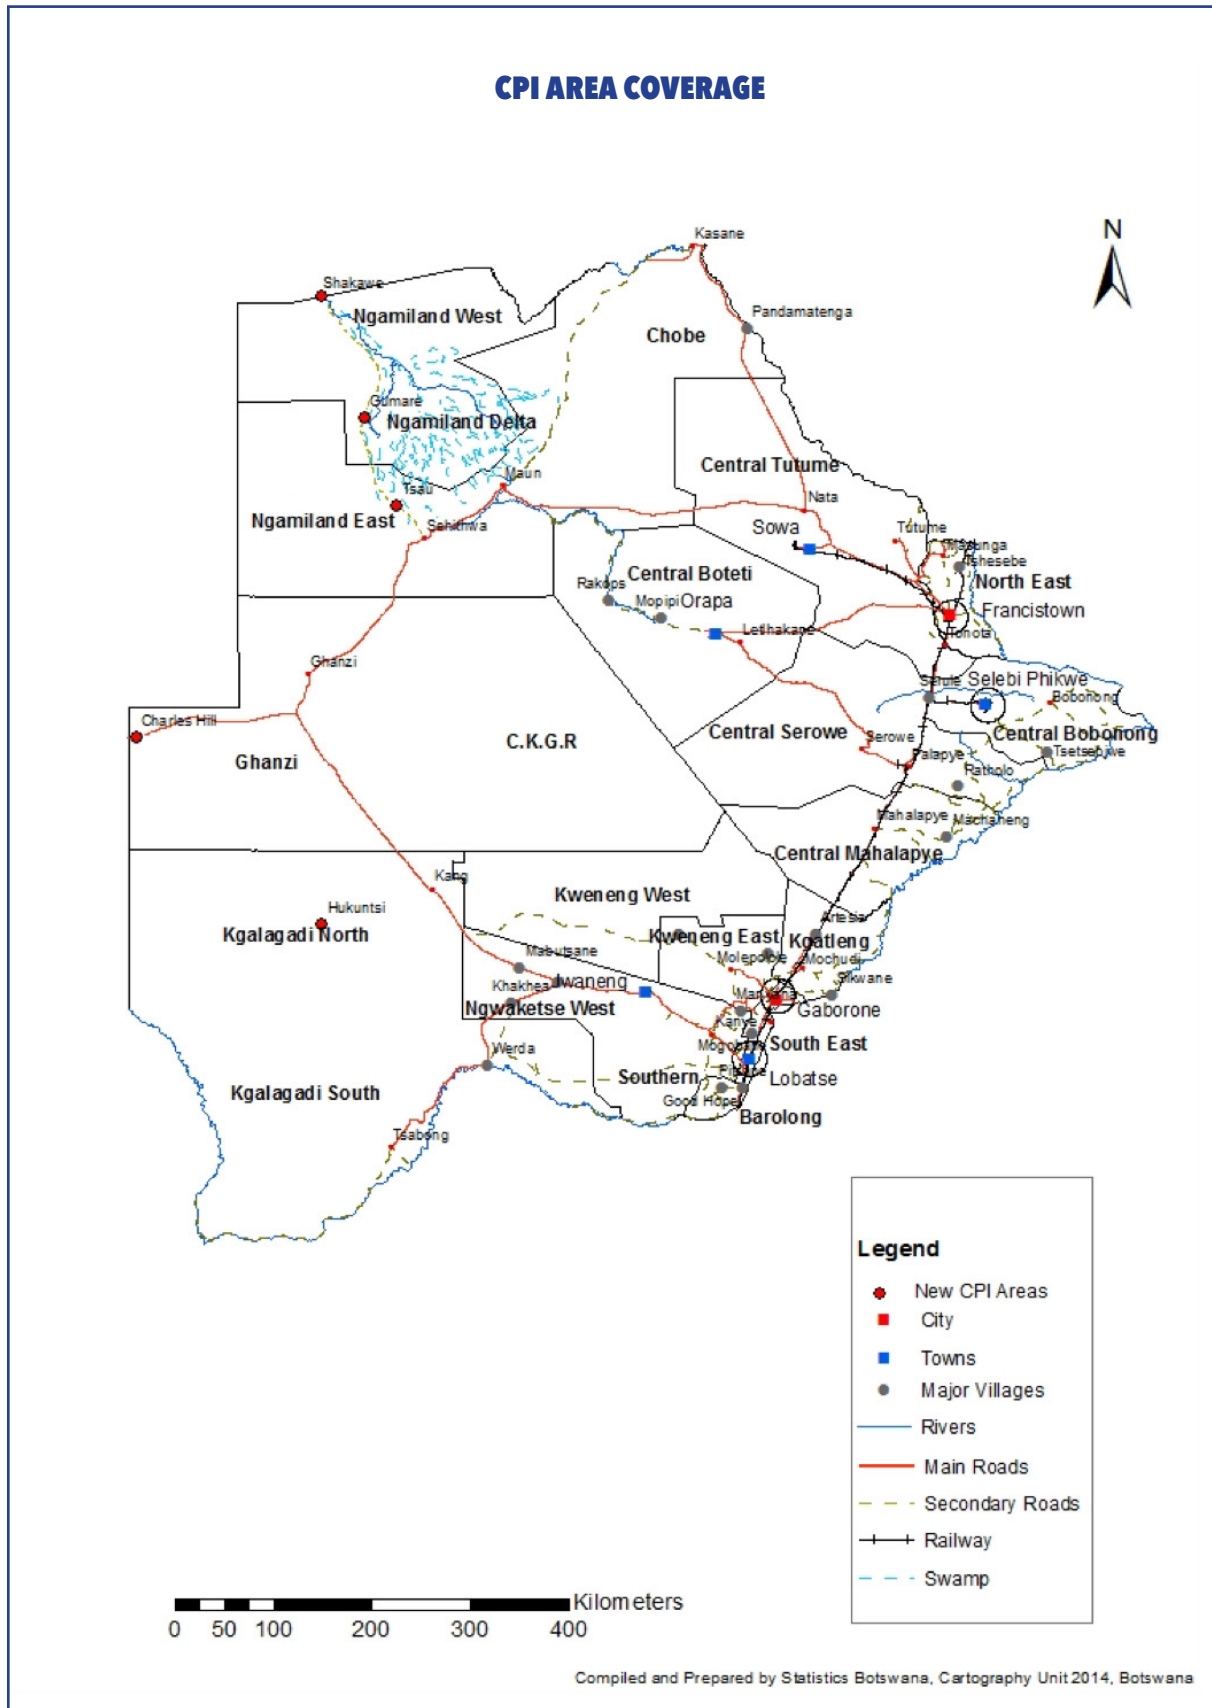 CPI AREA COVERAGE
N
Kasane
Shakawe
Pandamatenga
Ngamiland West
Chobe
Gumare
Ngamiland Delta
Central Tutume
Maun
Tsau
Nata
Ngamiland East
Sehithwa
Sowa
Tutume
Masunga
Tshesebe
Central Boteti
North East
Rakops
Mopipi
Orapa
Francistown
Letlhakane
Tonota
Ghanzi
Serule
Selebi Phikwe
Bobonong
Charles Hill
Central Serowe
Central Bobonong
C.K.G.R
Serowe
Tsetsebjwe
Ghanzi
Palapye
Ratholo
Mahalapye
Machaneng
Central Mahalapye
Kang
Kweneng West
Hukuntsi
Artesia
Kgalagadi North
Kweneng East
Kgatleng
Molepolole
Mochudi
Mabutsane
Khakhea
Jwaneng
Sikwane
Ngwaketse West
Gaborone
Kanye
South East
Werda
Southern
Lobatse
Kgalagadi South
Good Hope
Barolong
Tsabong
Legend
New CPI Areas
City
Towns
Major Villages
Rivers
Main Roads
Secondary Roads
Railway
Swamp
Kilometers
0 50 100 200 300 400
Compiled and Prepared by Statistics Botswana, Cartography Unit 2014, Botswana